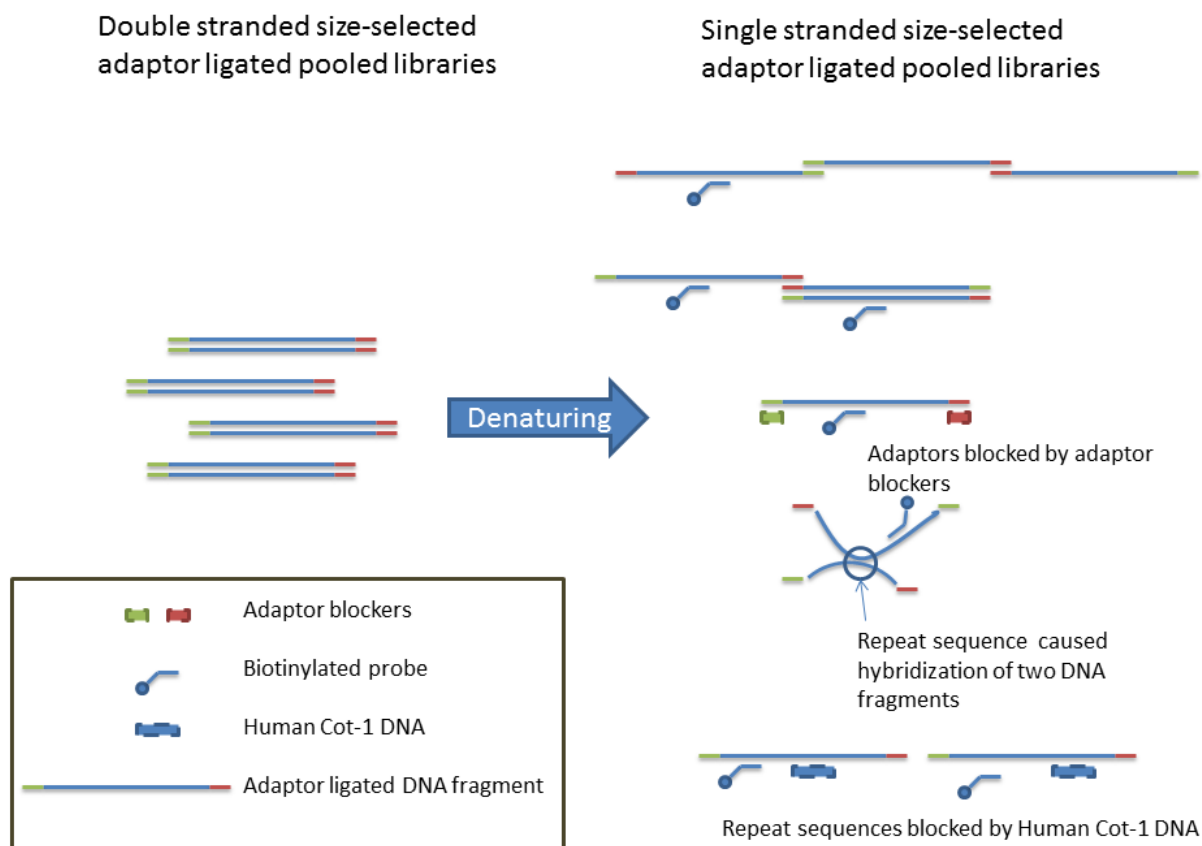 Double stranded size-selected
adaptor ligated pooled libraries
Single stranded size-selected
adaptor ligated pooled libraries
Denaturing
Adaptors blocked by adaptor
blockers
Repeat sequence caused
hybridization of two DNA
fragments
Repeat sequences blocked by Human Cot-1 DNA
Adaptor blockers
Biotinylated probe
Human Cot-1 DNA
Adaptor ligated DNA fragment